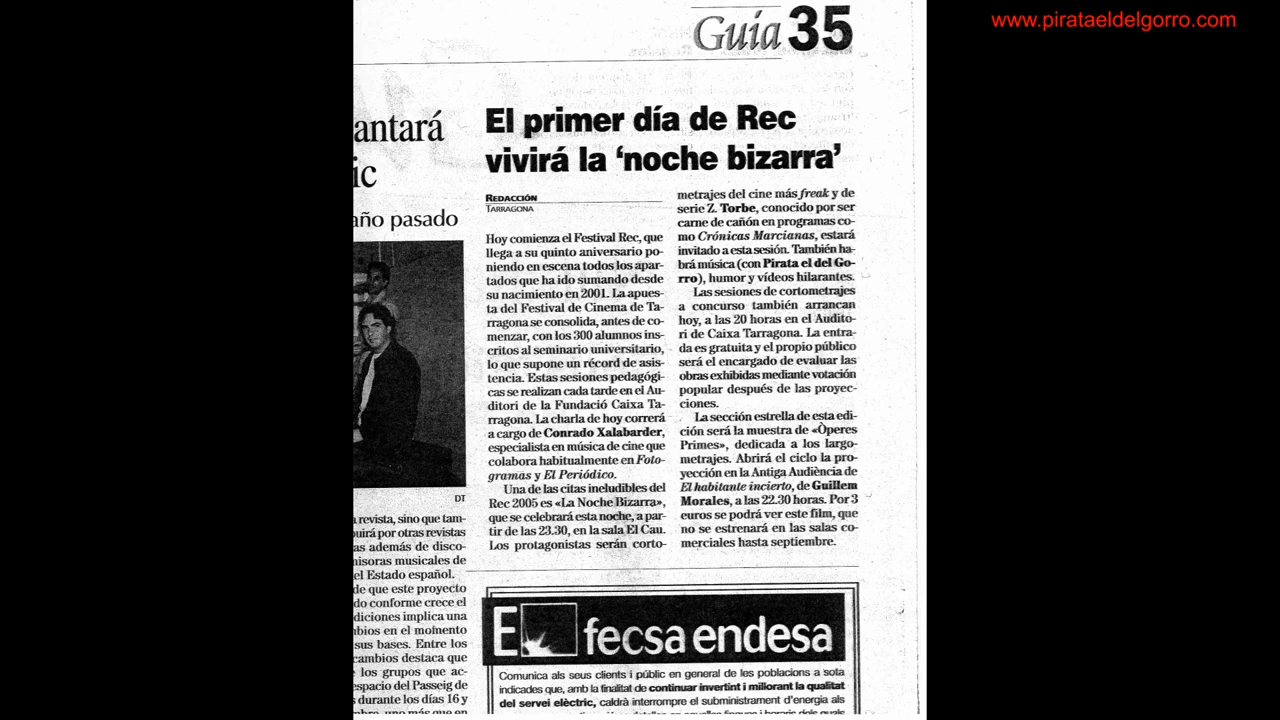 www.pirataeldelgorro.com
Guía 35
antará
ic
año pasado
DT
revista, sino que tam-
uirá por otras revistas
as además de disco-
misoras musicales de
el Estado español.
de que este proyecto
do conforme crece el
diciones implica una
mbios en el momento
sus bases. Entre los
cambios destaca que
los grupos que ac-
espacio del Passeig de
durante los días 16 y
El primer día de Rec
vivirá la ‘noche bizarra’
REDACCIÓN
TARRAGONA
Hoy comienza el Festival Rec, que
llega a su quinto aniversario po-
niendo en escena todos los apar-
tados que ha ido sumando desde
su nacimiento en 2001. La apues-
ta del Festival de Cinema de Ta-
rragona se consolida, antes de co-
menzar, con los 300 alumnos ins-
critos al seminario universitario,
lo que supone un récord de asis-
tencia. Estas sesiones pedagógi-
cas se realizan cada tarde en el Au-
ditori de la Fundació Caixa Ta-
rragona. La charla de hoy correrá
a cargo de Conrado Xalabarder,
especialista en música de cine que
colabora habitualmente en Foto-
gramas y El Periódico.
Una de las citas ineludibles del
Rec 2005 es «La Noche Bizarra»,
que se celebrará esta noche, a par-
tir de las 23.30, en la sala El Cau.
Los protagonistas serán corto-
metrajes del cine más freak y de
serie Z. Torbe, conocido por ser
carne de cañón en programas co-
mo Crónicas Marcianas, estará
invitado a esta sesión. También ha-
brá música (con Pirata el del Go-
rro), humor y vídeos hilarantes.
Las sesiones de cortometrajes
a concurso también arrancan
hoy, a las 20 horas en el Audito-
ri de Caixa Tarragona. La entra-
da es gratuita y el propio público
será el encargado de evaluar las
obras exhibidas mediante votación
popular después de las proyec-
ciones.
La sección estrella de esta edi-
ción será la muestra de «Òperes
Primes», dedicada a los largo-
metrajes. Abrirá el ciclo la pro-
yección en la Antiga Audiència de
El habitante incierto, de Guillem
Morales, a las 22.30 horas. Por 3
euros se podrá ver este film, que
no se estrenará en las salas co-
merciales hasta septiembre.
E fecsa endesa
Comunica als seus clients i públic en general de les poblacions a sota
indicades que, amb la finalitat de continuar invertint i millorant la qualitat
del servei elèctric, caldrà interrompre el subministrament d'energia als